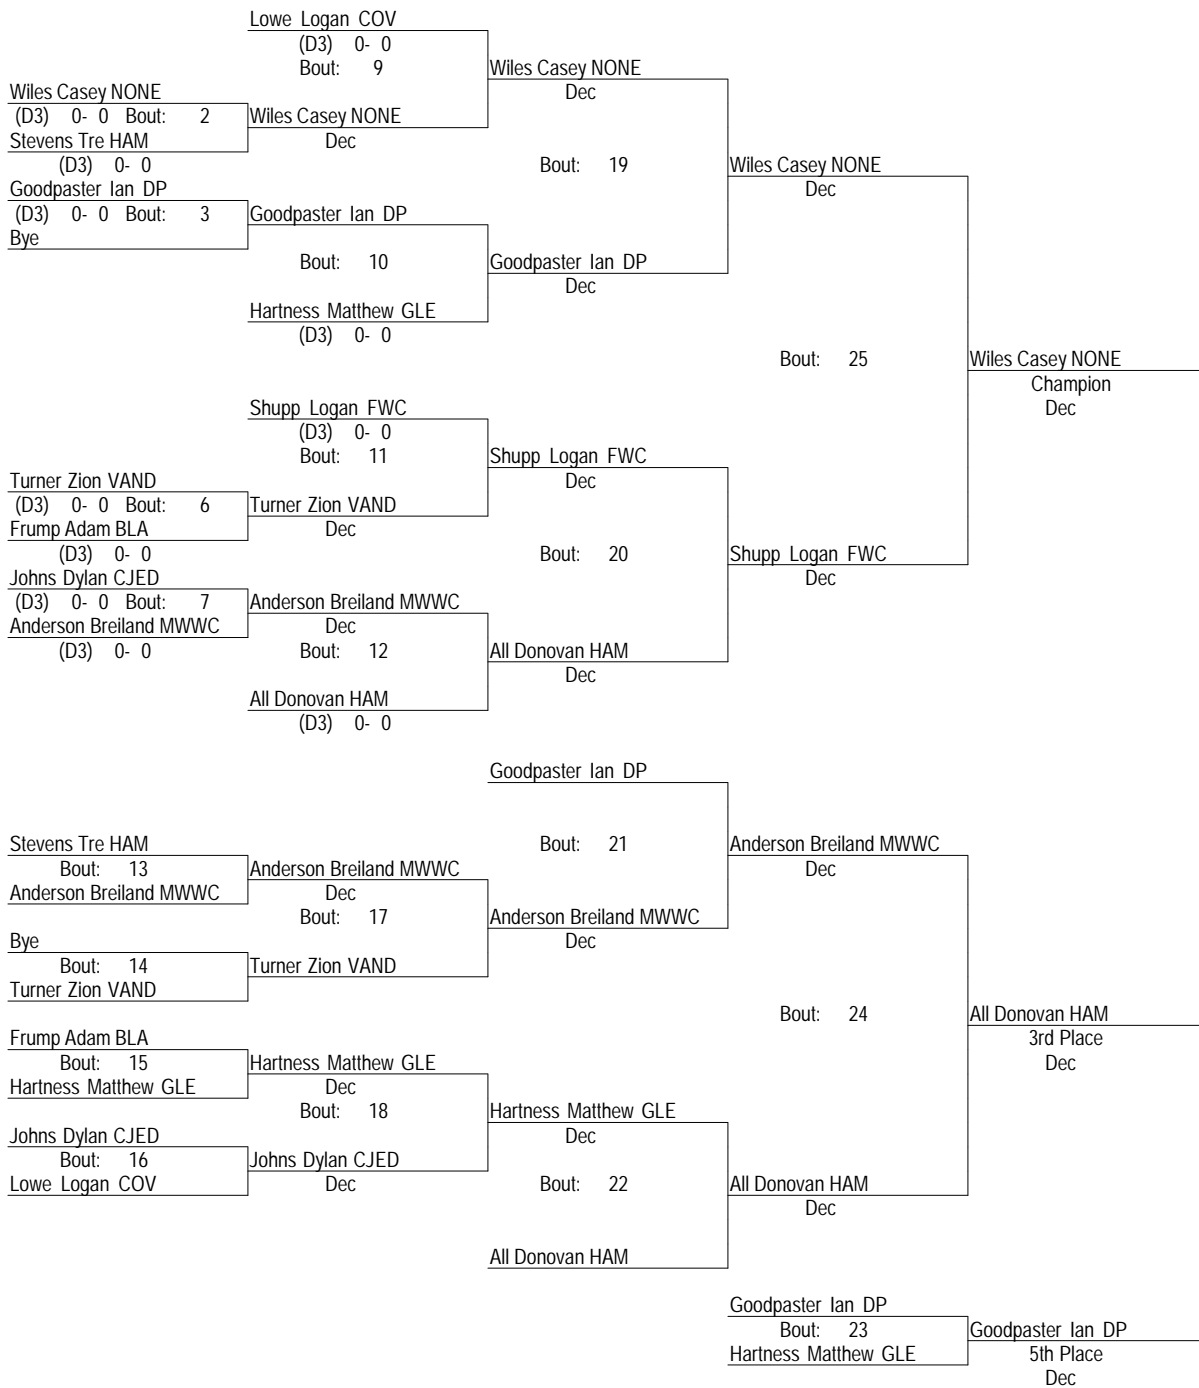 Lowe Logan COV
(D3) 0- 0
Bout: 9
Wiles Casey NONE
Dec
Wiles Casey NONE
(D3) 0- 0 Bout: 2
Wiles Casey NONE
Stevens Tre HAM
Dec
(D3) 0- 0
Bout: 19
Wiles Casey NONE
Dec
Goodpaster Ian DP
(D3) 0- 0 Bout: 3
Goodpaster Ian DP
Bye
Bout: 10
Goodpaster Ian DP
Dec
Hartness Matthew GLE
(D3) 0- 0
Bout: 25
Wiles Casey NONE
Champion
Dec
Shupp Logan FWC
(D3) 0- 0
Bout: 11
Shupp Logan FWC
Dec
Turner Zion VAND
(D3) 0- 0 Bout: 6
Turner Zion VAND
Frump Adam BLA
Dec
(D3) 0- 0
Bout: 20
Shupp Logan FWC
Dec
Johns Dylan CJED
(D3) 0- 0 Bout: 7
Anderson Breiland MWWC
Anderson Breiland MWWC
Dec
(D3) 0- 0
Bout: 12
All Donovan HAM
Dec
All Donovan HAM
(D3) 0- 0
Goodpaster Ian DP
Stevens Tre HAM
Bout: 21
Anderson Breiland MWWC
Dec
Bout: 13
Anderson Breiland MWWC
Anderson Breiland MWWC
Dec
Bout: 17
Anderson Breiland MWWC
Dec
Bye
Bout: 14
Turner Zion VAND
Turner Zion VAND
Bout: 24
All Donovan HAM
3rd Place
Dec
Frump Adam BLA
Bout: 15
Hartness Matthew GLE
Hartness Matthew GLE
Dec
Bout: 18
Hartness Matthew GLE
Dec
Johns Dylan CJED
Bout: 16
Johns Dylan CJED
Lowe Logan COV
Dec
Bout: 22
All Donovan HAM
Dec
All Donovan HAM
Goodpaster Ian DP
Bout: 23
Goodpaster Ian DP
Hartness Matthew GLE
5th Place
Dec